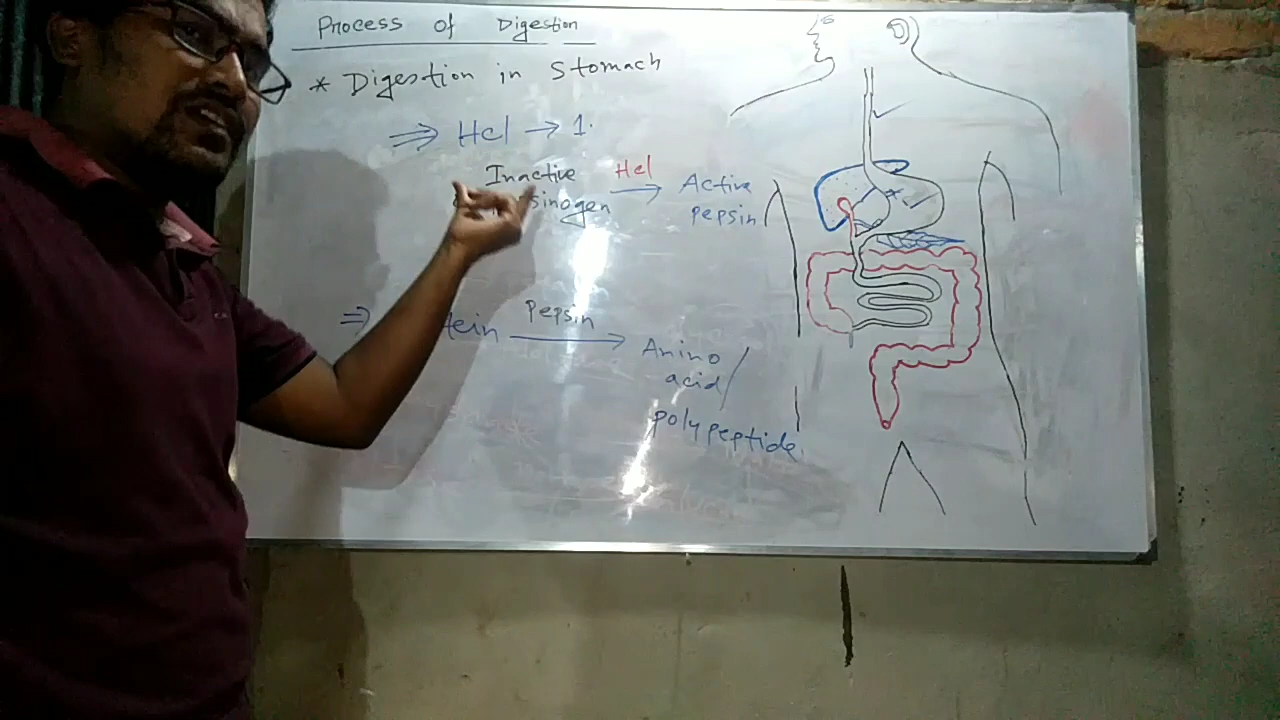 Process of Digestion
* Digestion in Stomach
⇒ Hcl → 1.
Inactive Hcl → Active
sinogen pepsin
⇒ tein Pepsin → Amino
acid/
polypeptide.